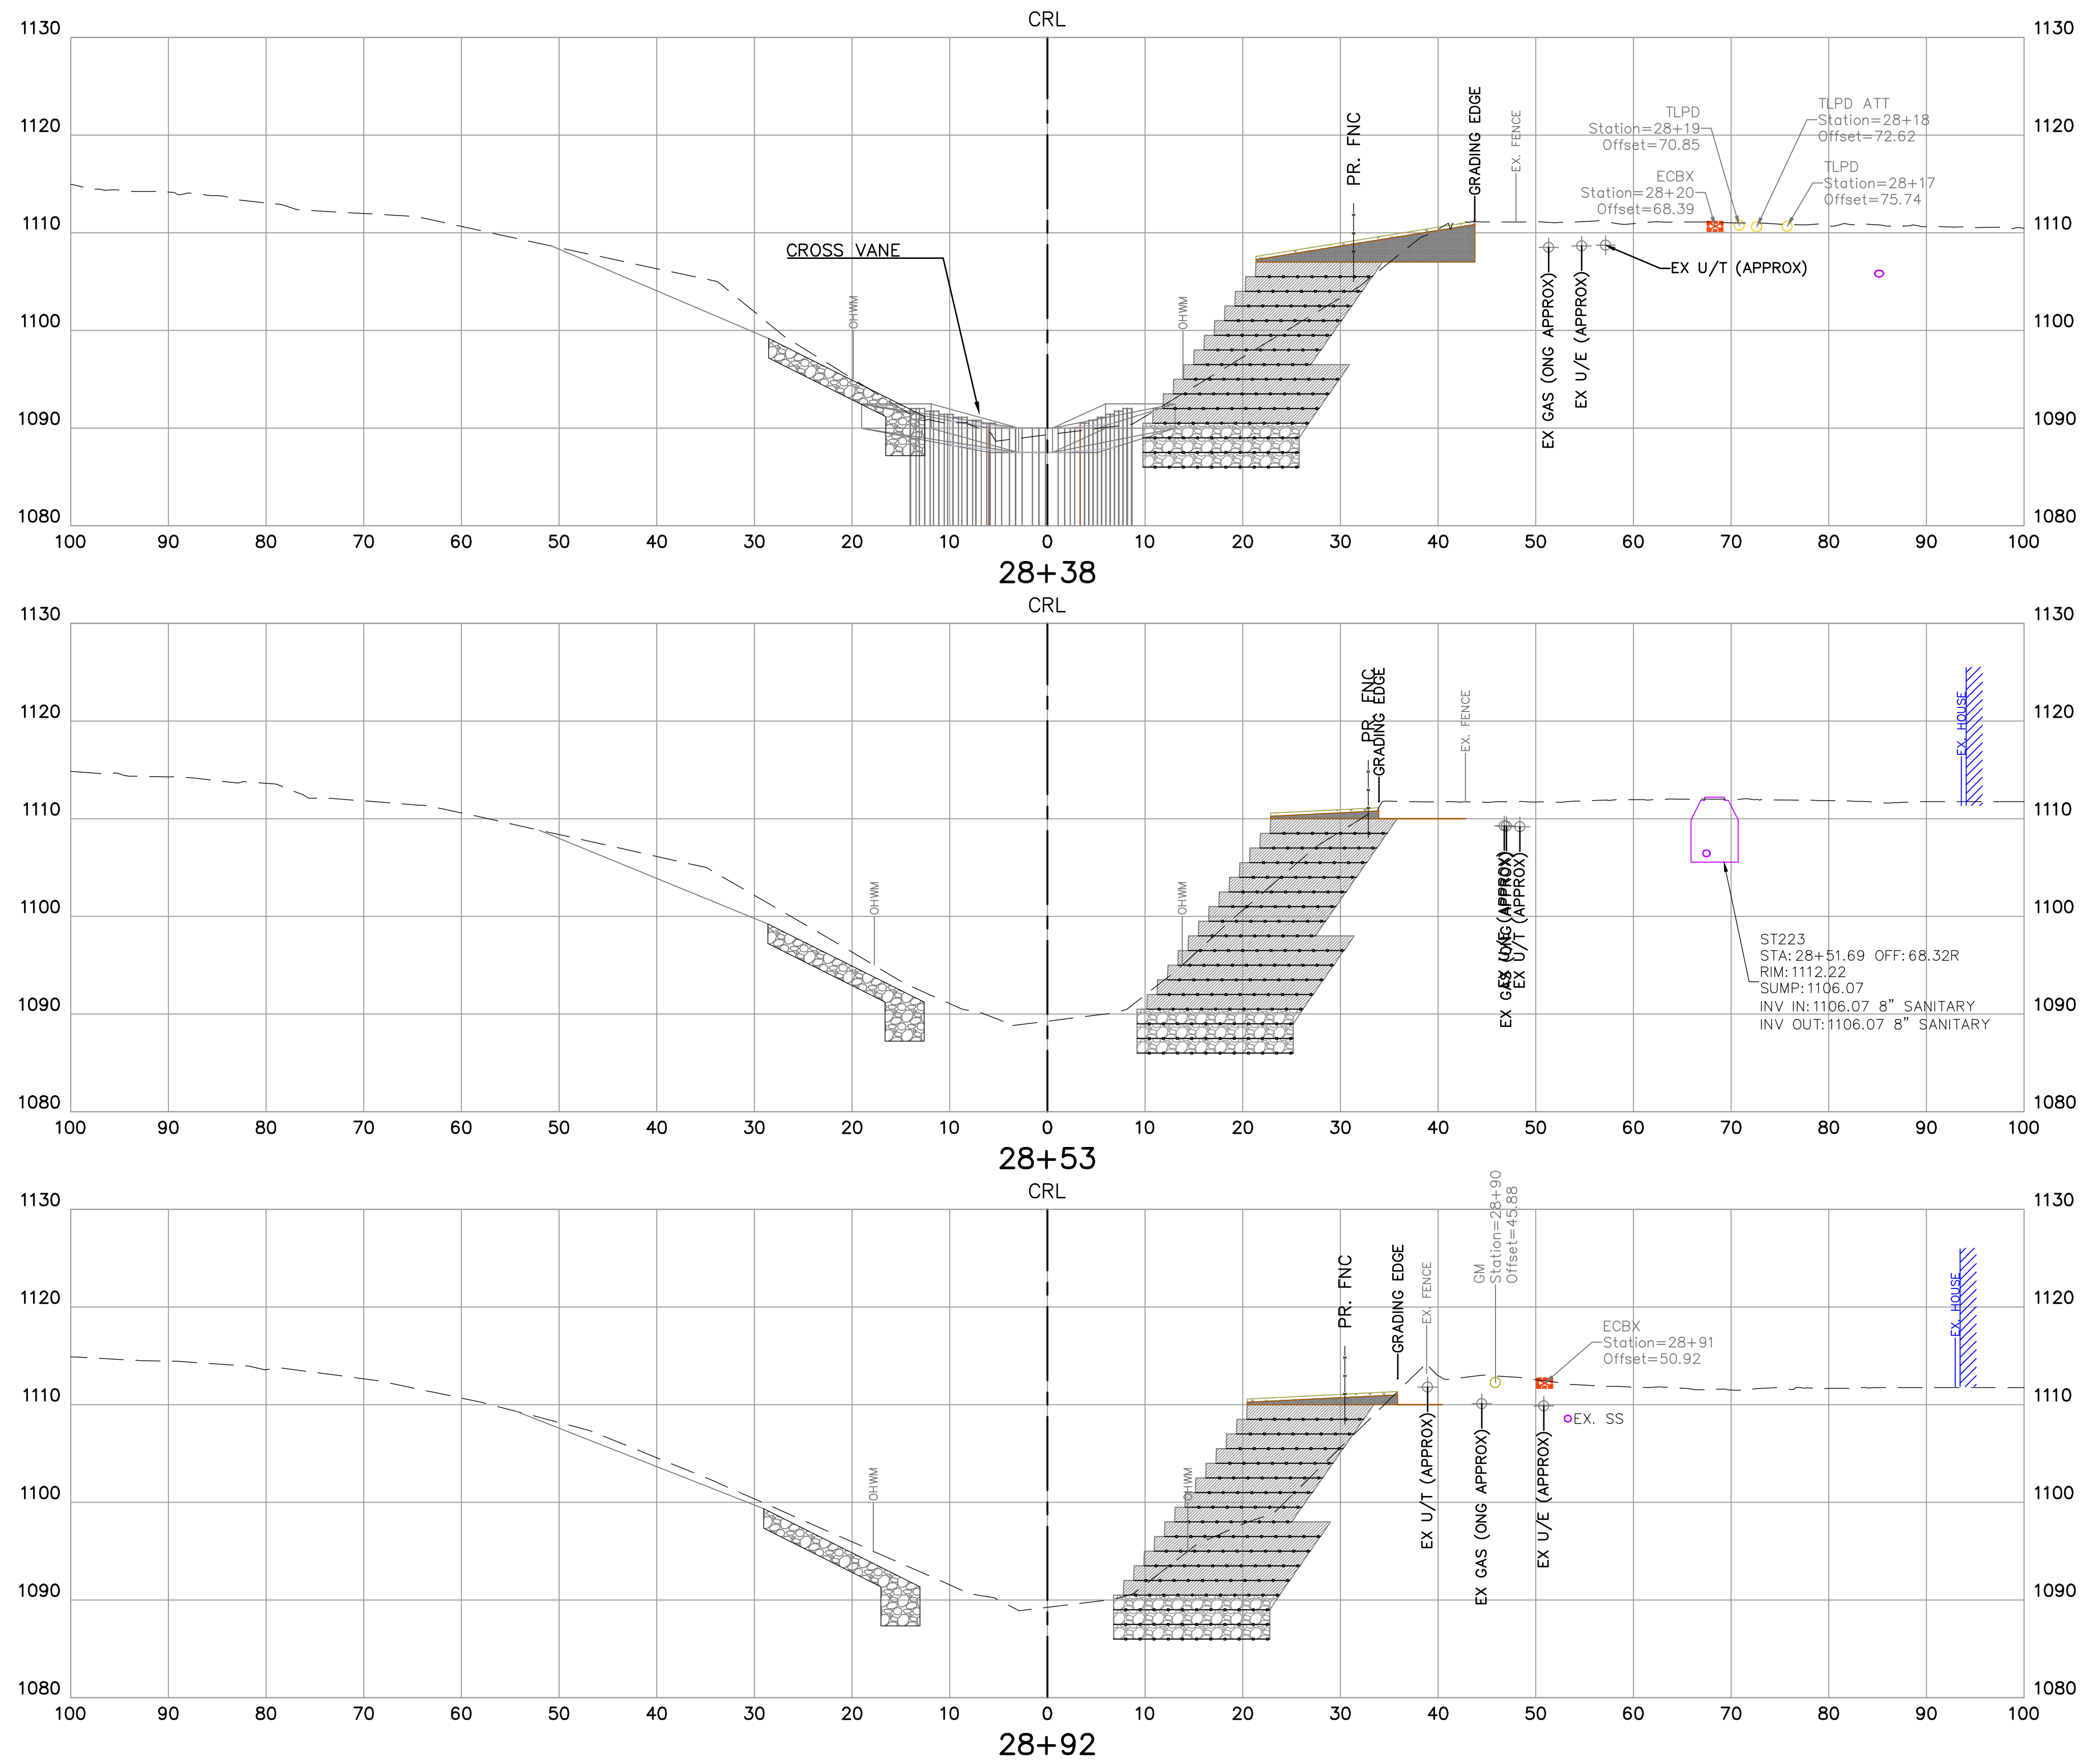 CRL
1130
1130
TLPD
Station=28+19
Offset=70.85
TLPD ATT
Station=28+18
Offset=72.62
1120
1120
PR. FNC
GRADING EDGE
EX. FENCE
ECBX
Station=28+20
Offset=68.39
TLPD
Station=28+17
Offset=75.74
1110
1110
CROSS VANE
EX U/T (APPROX)
OHWM
OHWM
EX GAS (ONG APPROX)
EX U/E (APPROX)
1100
1100
1090
1090
1080
1080
100 90 80 70 60 50 40 30 20 10 0 10 20 30 40 50 60 70 80 90 100
28+38
CRL
1130
1130
PR. FNC
GRADING EDGE
EX. FENCE
EX. HOUSE
1120
1120
1110
1110
OHWM
OHWM
EX U/E (APPROX)
EX GAS (ONG APPROX)
EX U/T (APPROX)
1100
1100
ST223
STA:28+51.69 OFF:68.32R
RIM:1112.22
SUMP:1106.07
INV IN:1106.07 8" SANITARY
INV OUT:1106.07 8" SANITARY
1090
1090
1080
1080
100 90 80 70 60 50 40 30 20 10 0 10 20 30 40 50 60 70 80 90 100
28+53
CRL
1130
1130
GM
Station=28+90
Offset=45.88
PR. FNC
GRADING EDGE
EX. FENCE
EX. HOUSE
1120
1120
ECBX
Station=28+91
Offset=50.92
1110
1110
EX. SS
OHWM
OHWM
EX U/T (APPROX)
EX GAS (ONG APPROX)
EX U/E (APPROX)
1100
1100
1090
1090
1080
1080
100 90 80 70 60 50 40 30 20 10 0 10 20 30 40 50 60 70 80 90 100
28+92